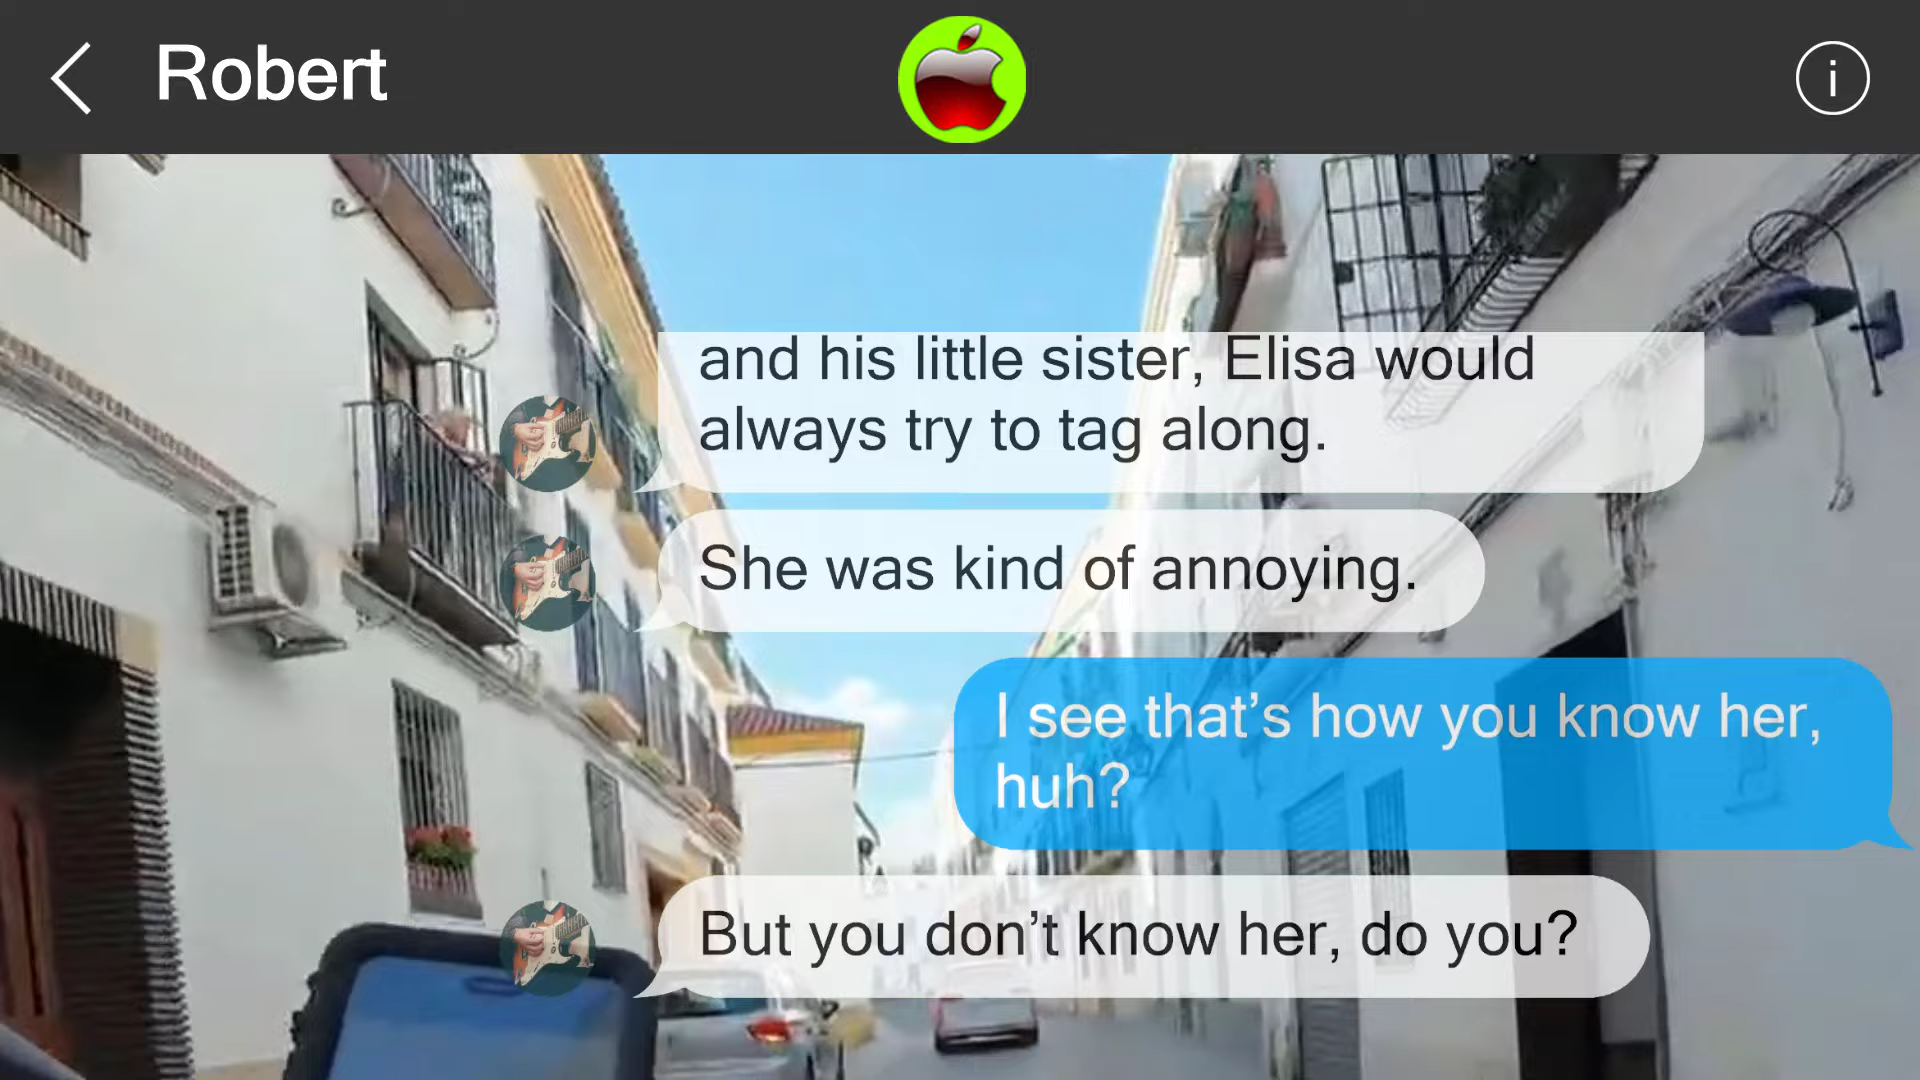 Robert
i
and his little sister, Elisa would
always try to tag along.
She was kind of annoying.
I see that’s how you know her,
huh?
But you don’t know her, do you?